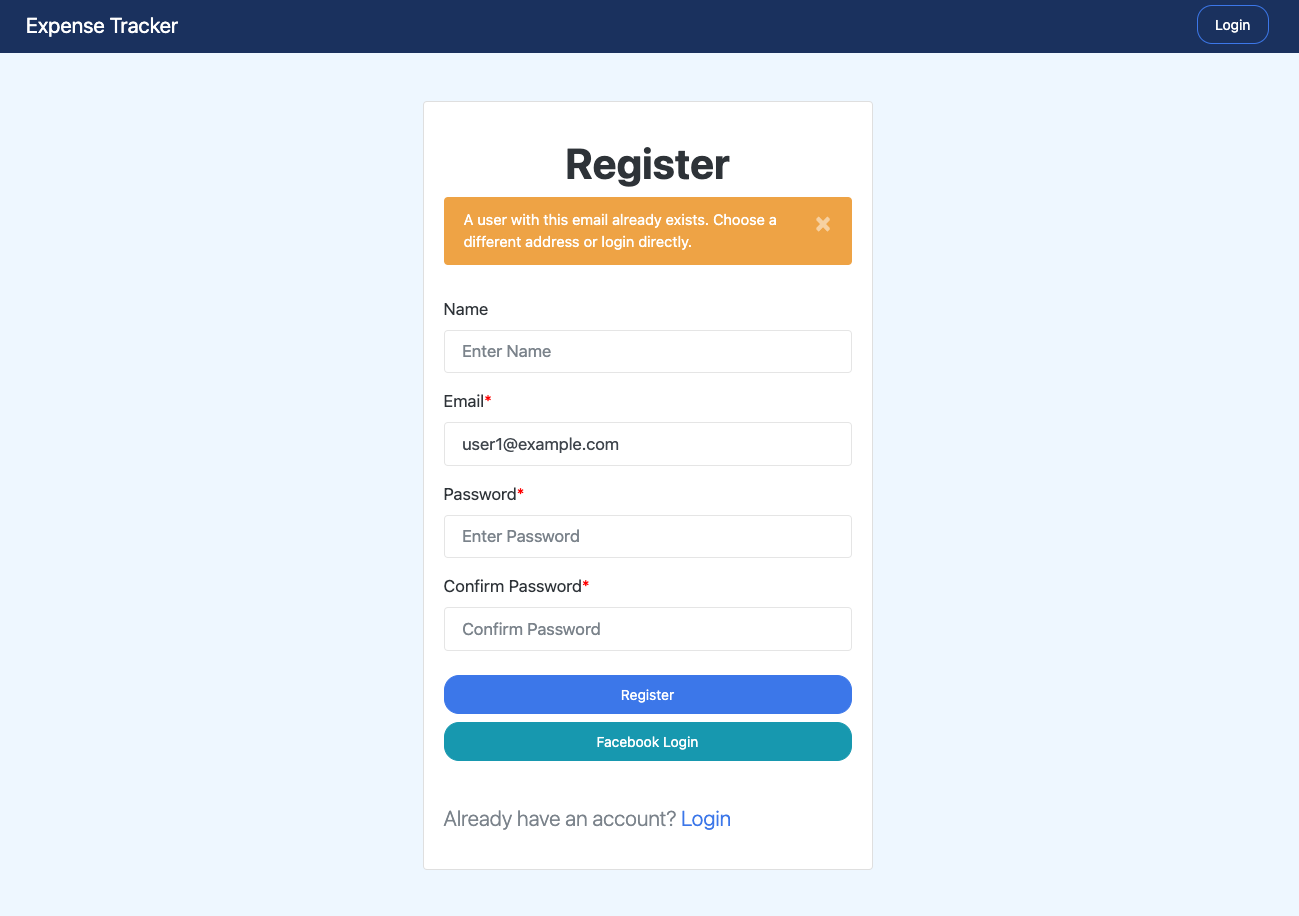 Expense Tracker
Login
Register
A user with this email already exists. Choose a
different address or login directly.
Name
Enter Name
Email*
user1@example.com
Password*
Enter Password
Confirm Password*
Confirm Password
Register
Facebook Login
Already have an account? Login